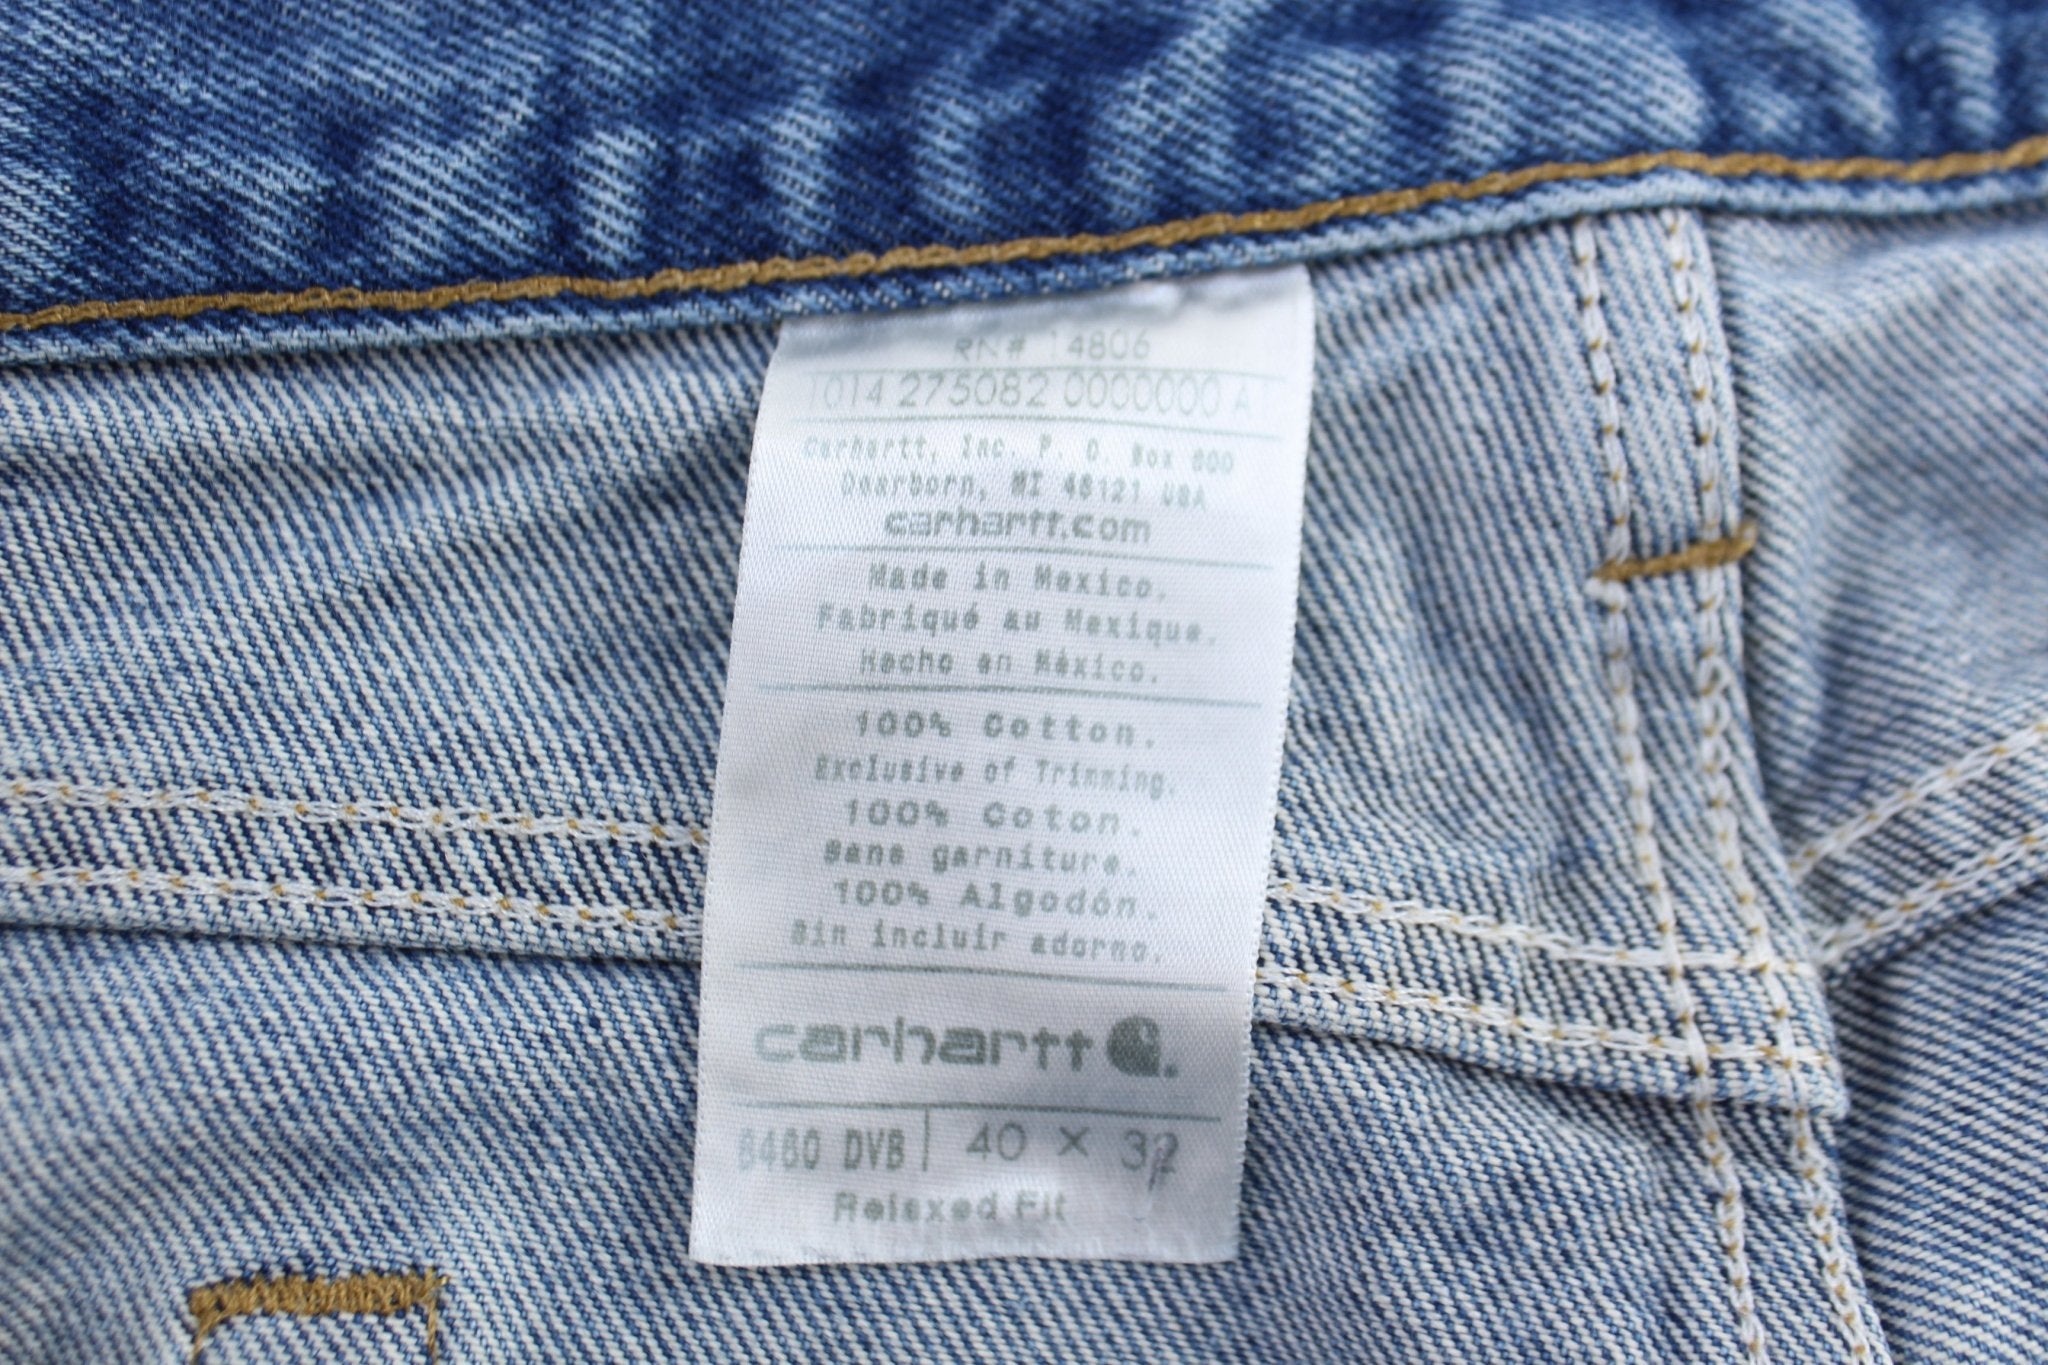 RN# 14806
1014 275082 0000000 A
Carhartt, Inc. P. O. Box 600
Dearborn, MI 48121 USA
carhartt.com
Made in Mexico.
Fabriqué au Mexique.
Hecho en México.
100% Cotton.
Exclusive of Trimming.
100% Coton.
Sans garniture.
100% Algodón.
Sin incluir adorno.
carhartt
B460 DVB 40 X 32
Relaxed Fit